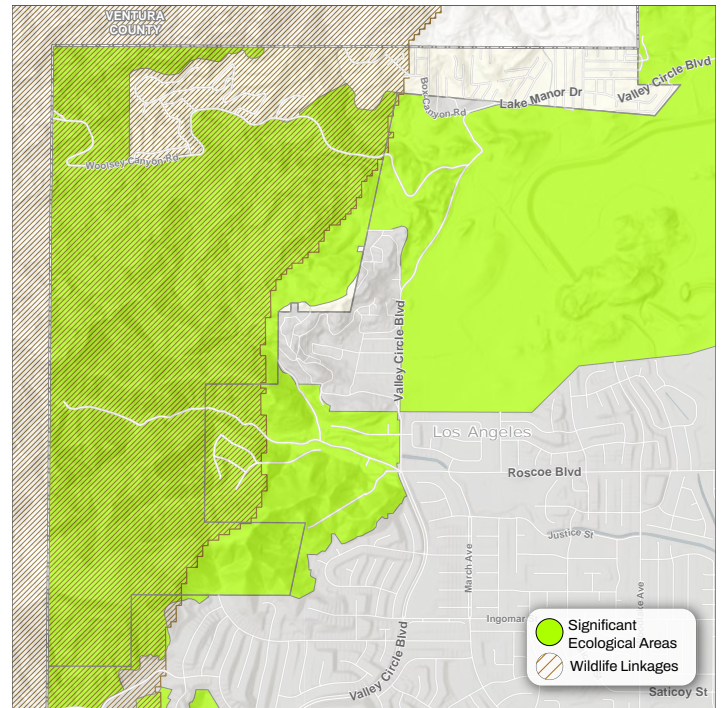 VENTURA
COUNTY
Valley Circle Blvd
Box Canyon Rd
Lake Manor Dr
Woolsey Canyon Rd
Valley Circle Blvd
Los Angeles
Roscoe Blvd
Justice St
March Ave
Ave
Ingomar
Significant
Ecological Areas
Wildlife Linkages
Valley Circle Blvd
Saticoy St